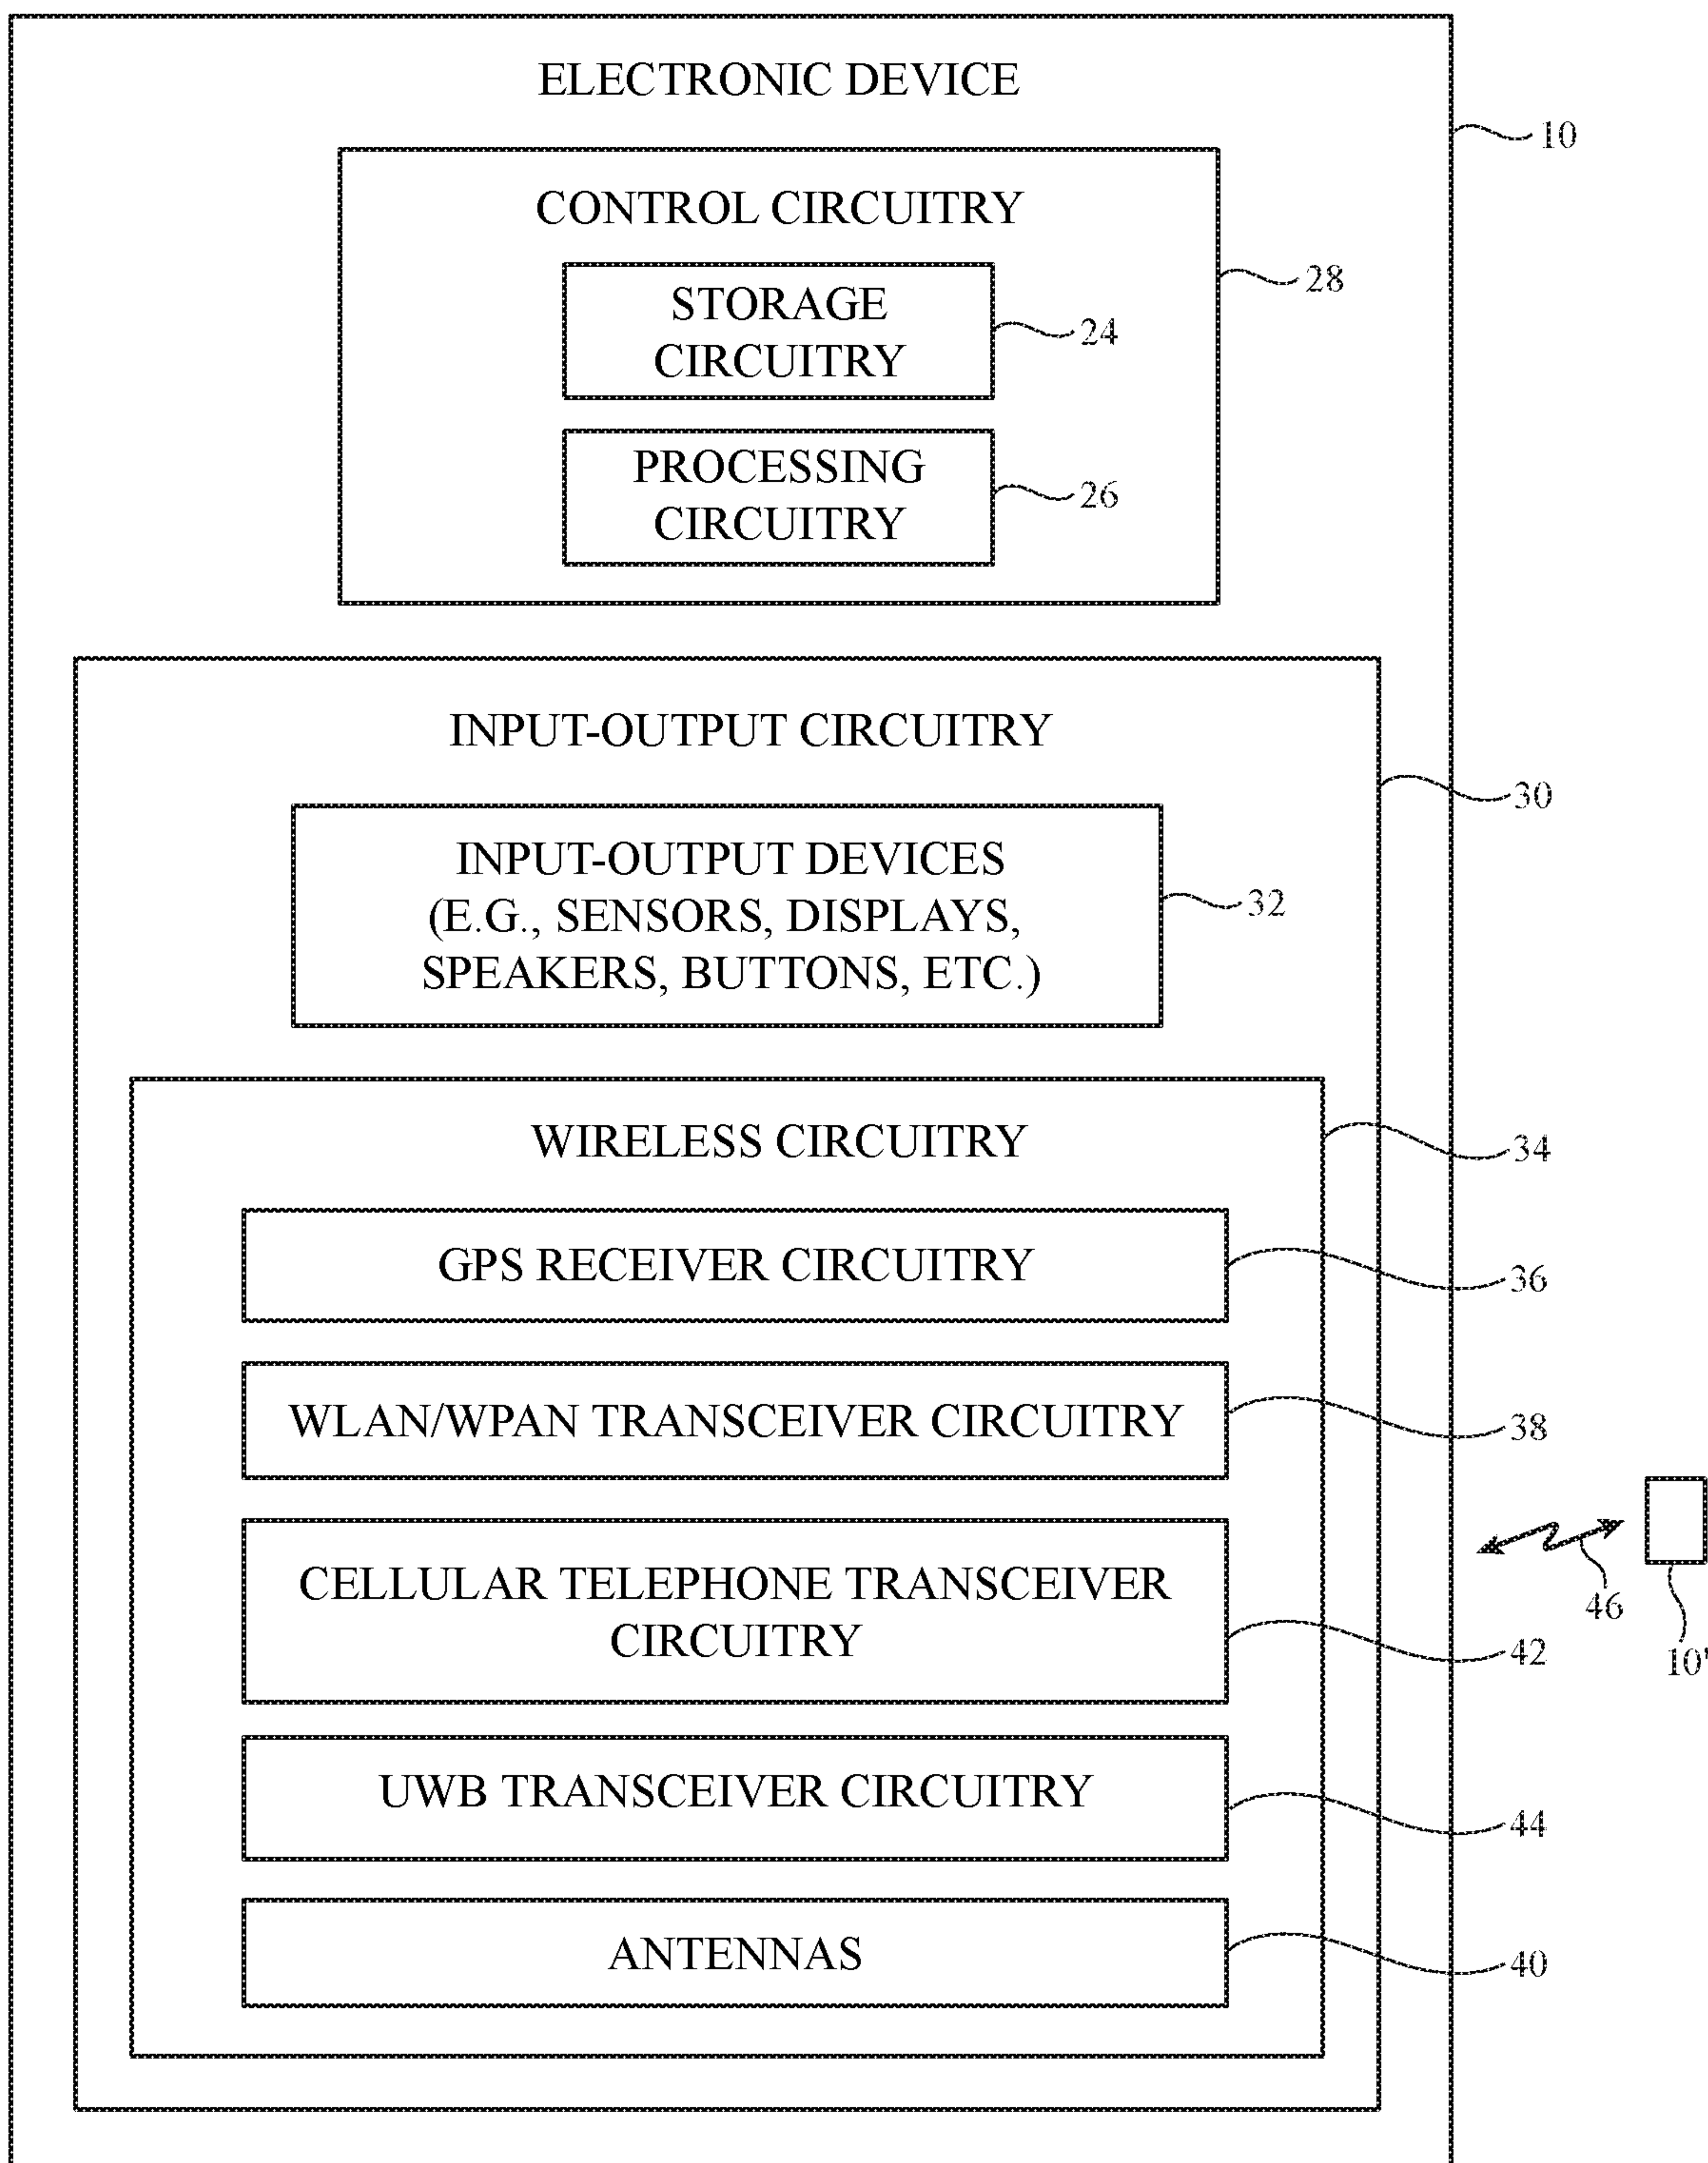 ELECTRONIC DEVICE
10
CONTROL CIRCUITRY
28
STORAGE
CIRCUITRY
24
PROCESSING
CIRCUITRY
26
INPUT-OUTPUT CIRCUITRY
30
INPUT-OUTPUT DEVICES
(E.G., SENSORS, DISPLAYS,
SPEAKERS, BUTTONS, ETC.)
32
WIRELESS CIRCUITRY
34
GPS RECEIVER CIRCUITRY
36
WLAN/WPAN TRANSCEIVER CIRCUITRY
38
CELLULAR TELEPHONE TRANSCEIVER
CIRCUITRY
42
46
10'
UWB TRANSCEIVER CIRCUITRY
44
ANTENNAS
40